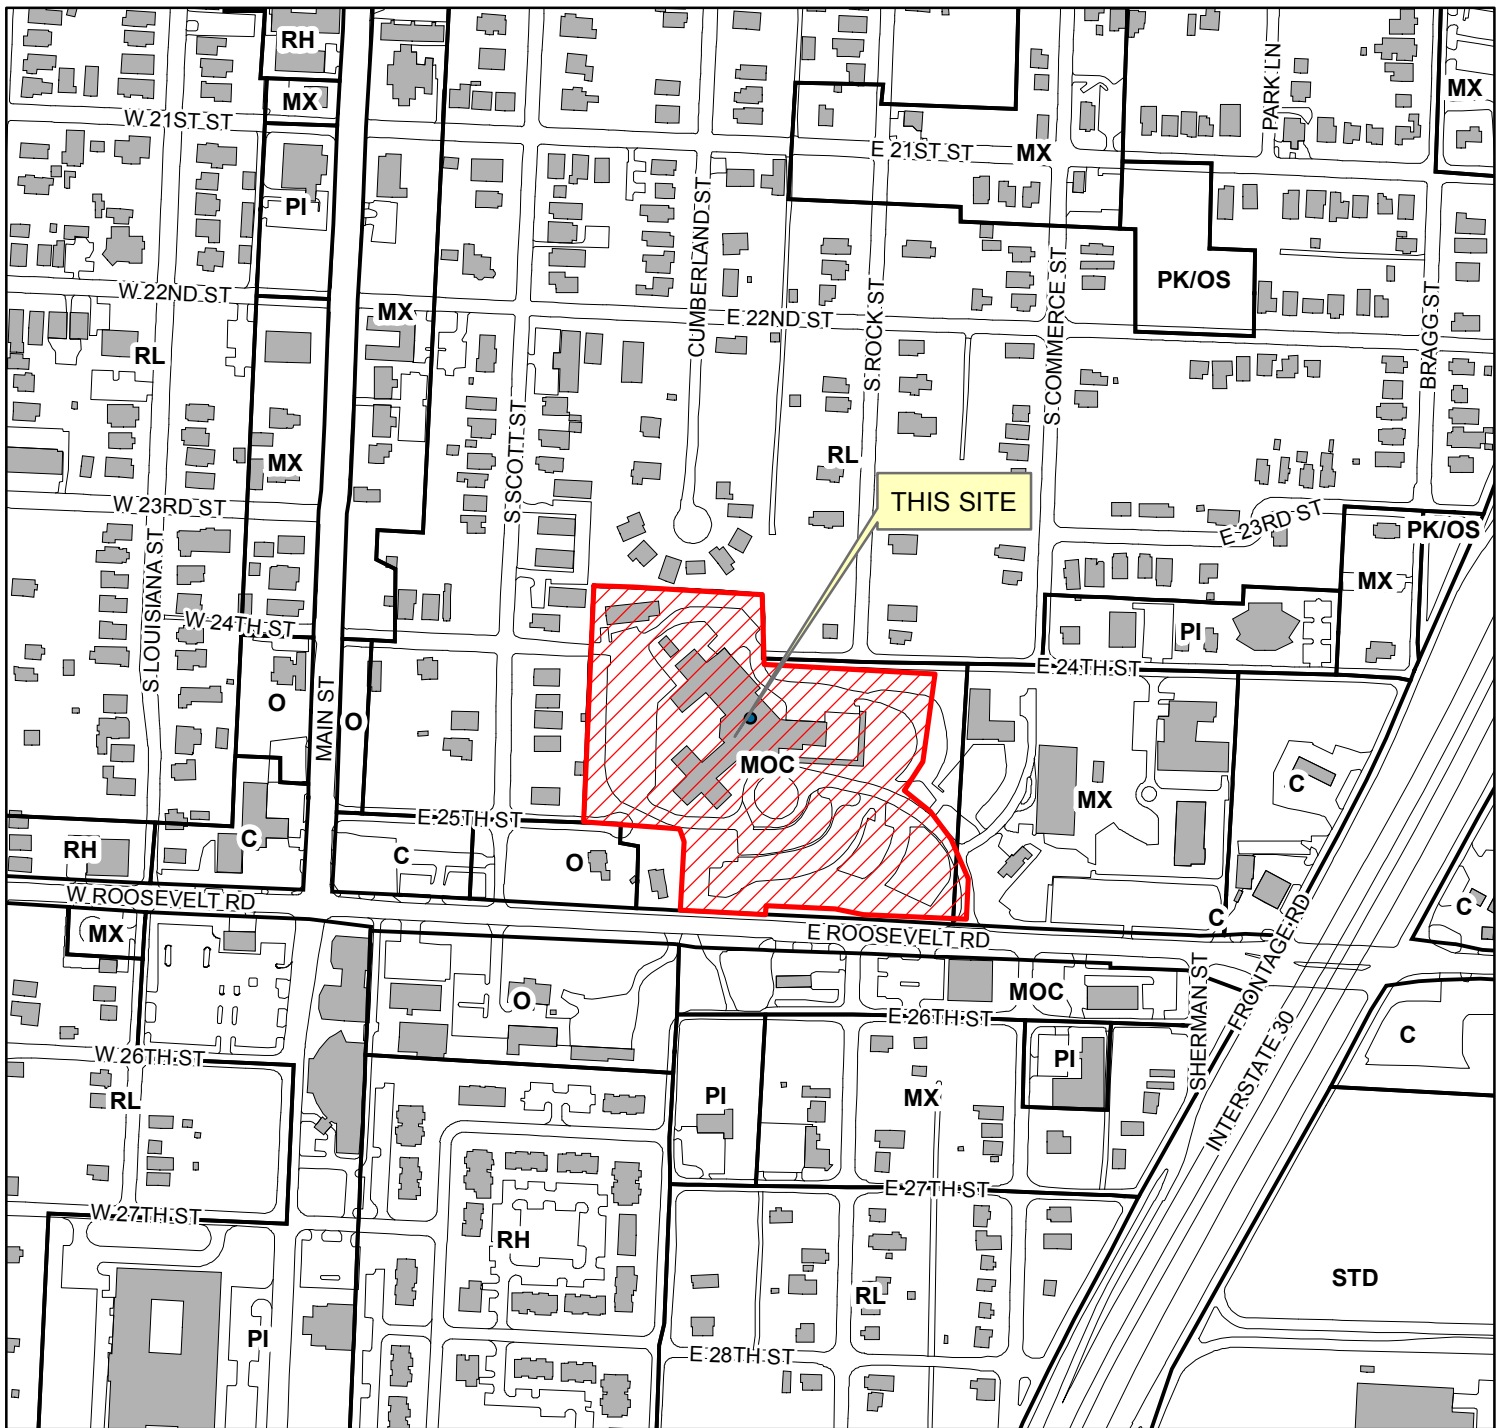 RH
PARK LN
MX
MX
W 21ST ST
E 21ST ST
MX
PI
CUMBERLAND ST
S ROCK ST
S COMMERCE ST
PK/OS
BRAGG ST
W 22ND ST
MX
E 22ND ST
RL
S LOUISIANA ST
S SCOTT ST
MX
RL
THIS SITE
W 23RD ST
E 23RD ST
PK/OS
MX
W 24TH ST
PI
E 24TH ST
O
O
MAIN ST
MOC
C
MX
E 25TH ST
C
RH
C
O
W ROOSEVELT RD
C
C
MX
E ROOSEVELT RD
SHERMAN ST
FRONTAGE RD
INTERSTATE 30
O
MOC
E 26TH ST
C
W 26TH ST
PI
RL
PI
MX
E 27TH ST
W 27TH ST
RH
STD
RL
PI
E 28TH ST